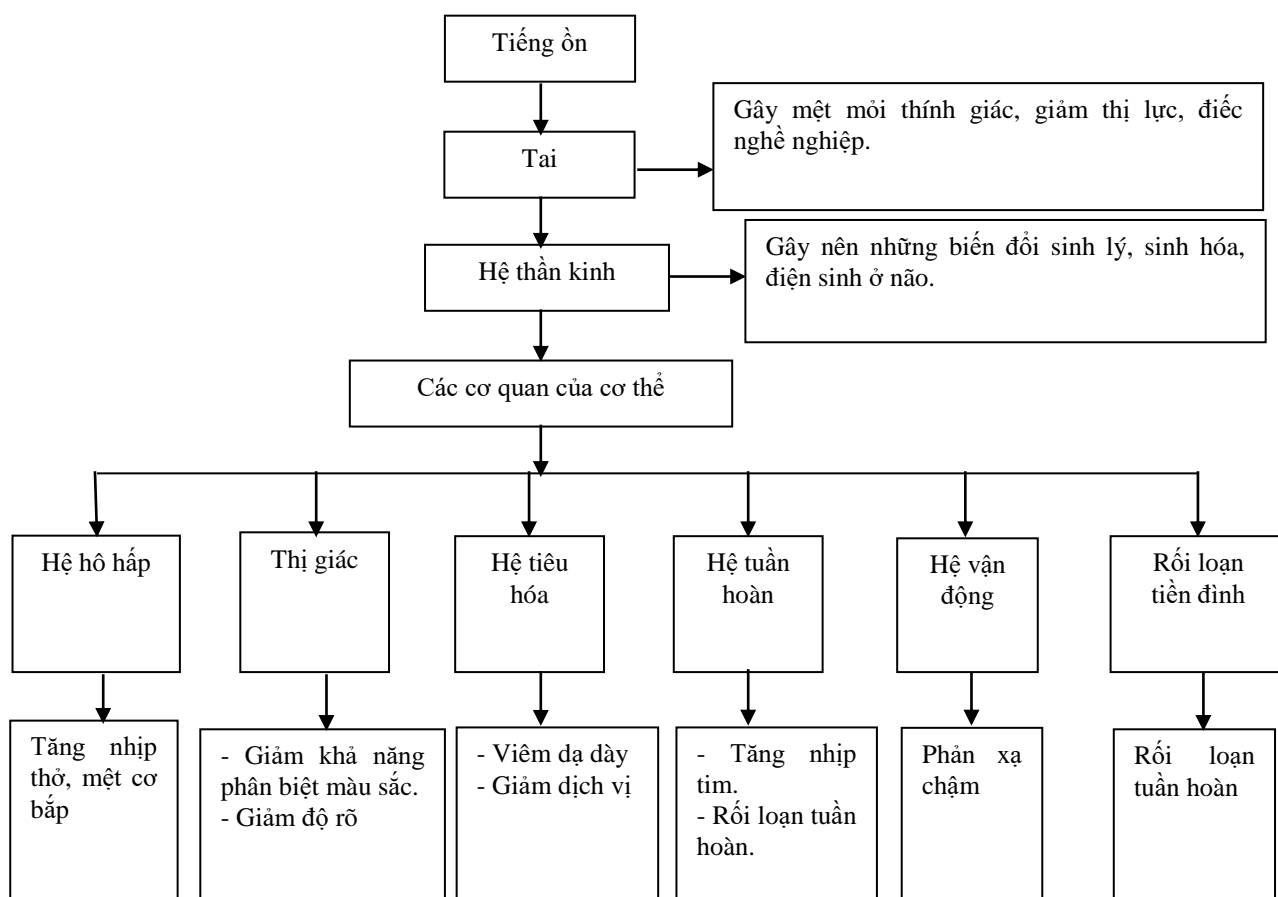 Tiếng ồn
Gây mệt mỏi thính giác, giảm thị lực, điếc
nghề nghiệp.
Tai
Gây nên những biến đổi sinh lý, sinh hóa,
điện sinh ở não.
Hệ thần kinh
Các cơ quan của cơ thể
Hệ hô hấp
Thị giác
Hệ tiêu
hóa
Hệ tuần
hoàn
Hệ vận
động
Rối loạn
tiền đình
Tăng nhịp
thở, mệt cơ
bắp
- Giảm khả năng
phân biệt màu sắc.
- Giảm độ rõ
- Viêm dạ dày
- Giảm dịch vị
- Tăng nhịp
tim.
- Rối loạn tuần
hoàn.
Phản xạ
chậm
Rối loạn
tuần hoàn